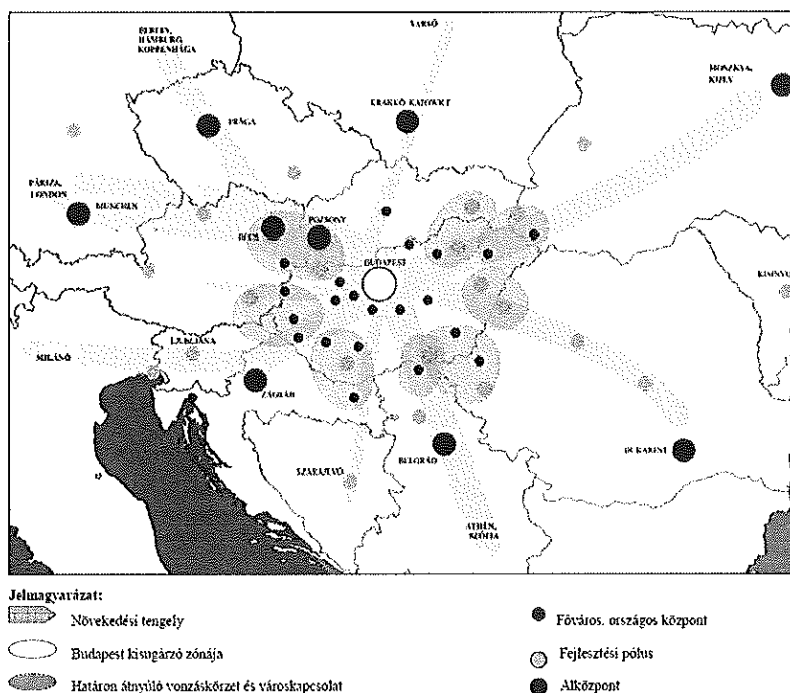 BERLIN,
HAMBURG,
KOPPENHÁGA
VARSÓ
MOSZKVA,
KIJEV
KRAKKÓ KATOWICE
PRÁGA
PÁRIZS,
LONDON
MÜNCHEN
BÉCS
POZSONY
BUDAPEST
LJUBLJANA
MILÁNÓ
ZÁGRÁB
SZARAJEVÓ
BELGRÁD
BUKAREST
ATHÉN,
SZÓFIA
Jelmagyarázat:
Növekedési tengely
Budapest kisugárzó zónája
Határon átnyúló vonzáskörzet és városkapcsolat
Főváros, országos központ
Fejlesztési pólus
Alközpont